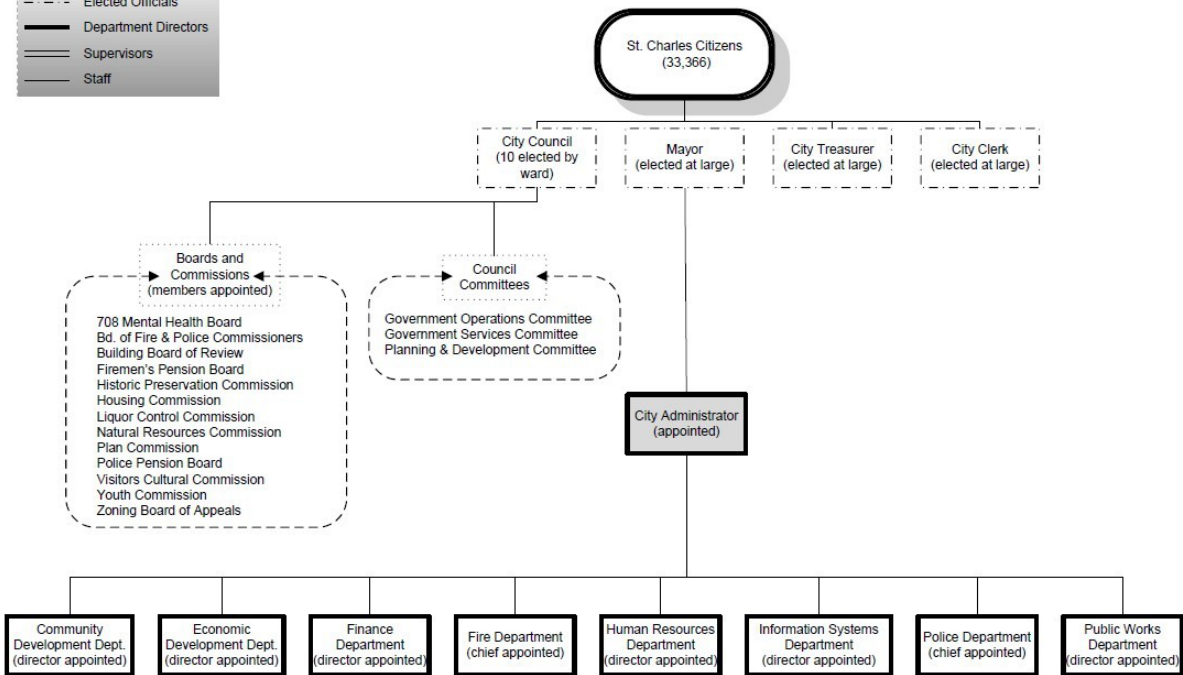 Elected Officials
Department Directors
Supervisors
Staff
St. Charles Citizens
(33,366)
City Council
(10 elected by
ward)
Mayor
(elected at large)
City Treasurer
(elected at large)
City Clerk
(elected at large)
Boards and
Commissions
(members appointed)
708 Mental Health Board
Bd. of Fire & Police Commissioners
Building Board of Review
Firemen's Pension Board
Historic Preservation Commission
Housing Commission
Liquor Control Commission
Natural Resources Commission
Plan Commission
Police Pension Board
Visitors Cultural Commission
Youth Commission
Zoning Board of Appeals
Council
Committees
Government Operations Committee
Government Services Committee
Planning & Development Committee
City Administrator
(appointed)
Community
Development Dept.
(director appointed)
Economic
Development Dept.
(director appointed)
Finance
Department
(director appointed)
Fire Department
(chief appointed)
Human Resources
Department
(director appointed)
Information Systems
Department
(director appointed)
Police Department
(chief appointed)
Public Works
Department
(director appointed)